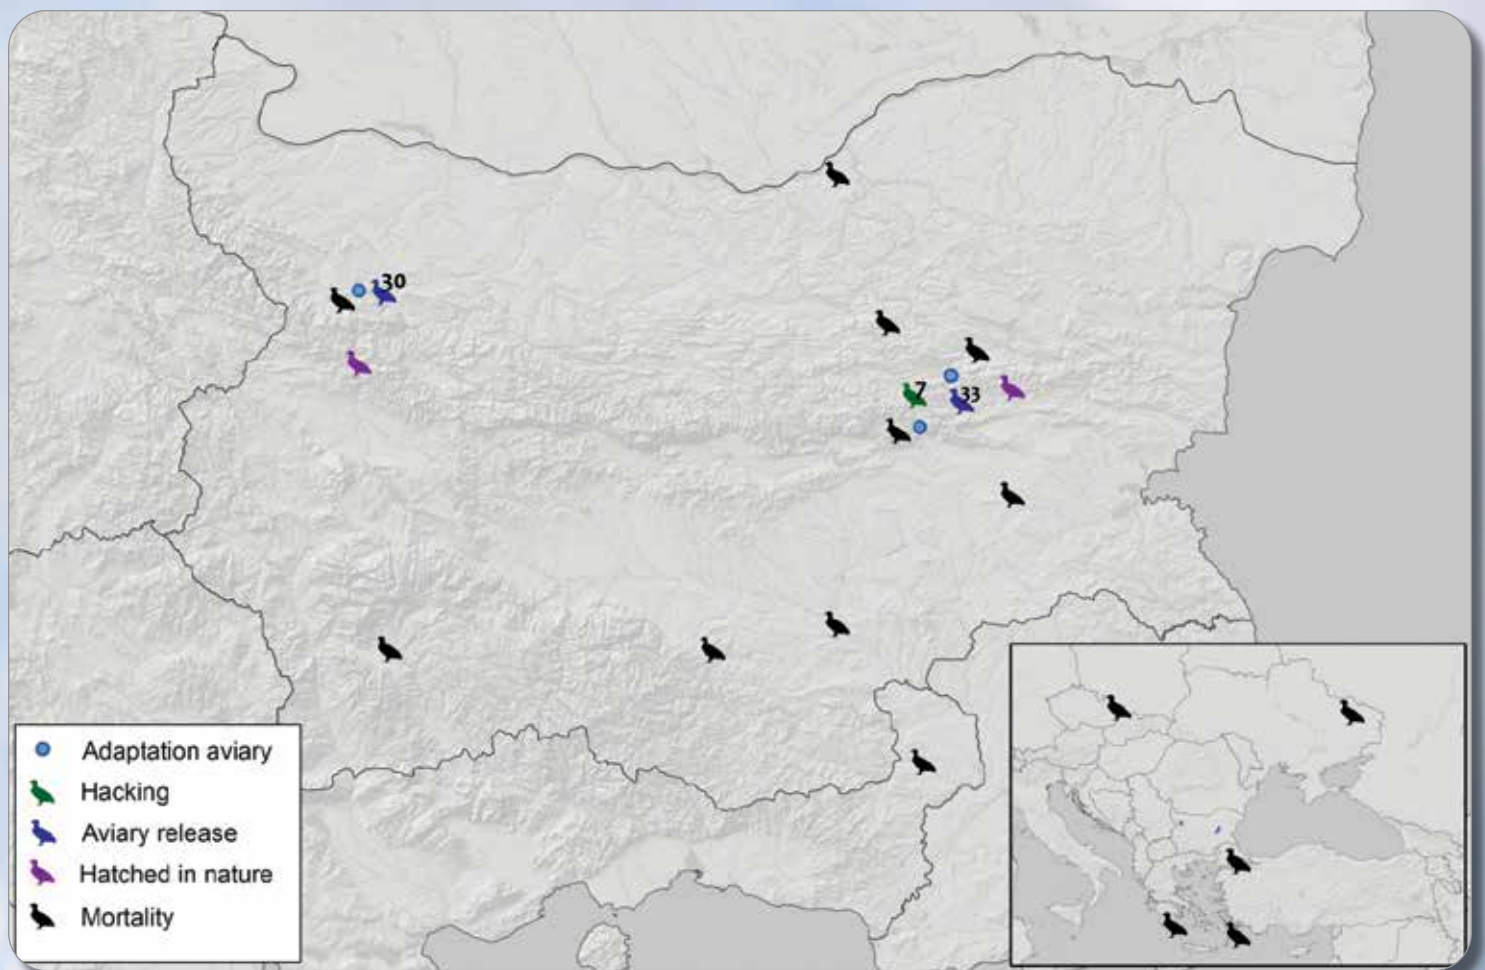 30
7
33
Adaptation aviary
Hacking
Aviary release
Hatched in nature
Mortality